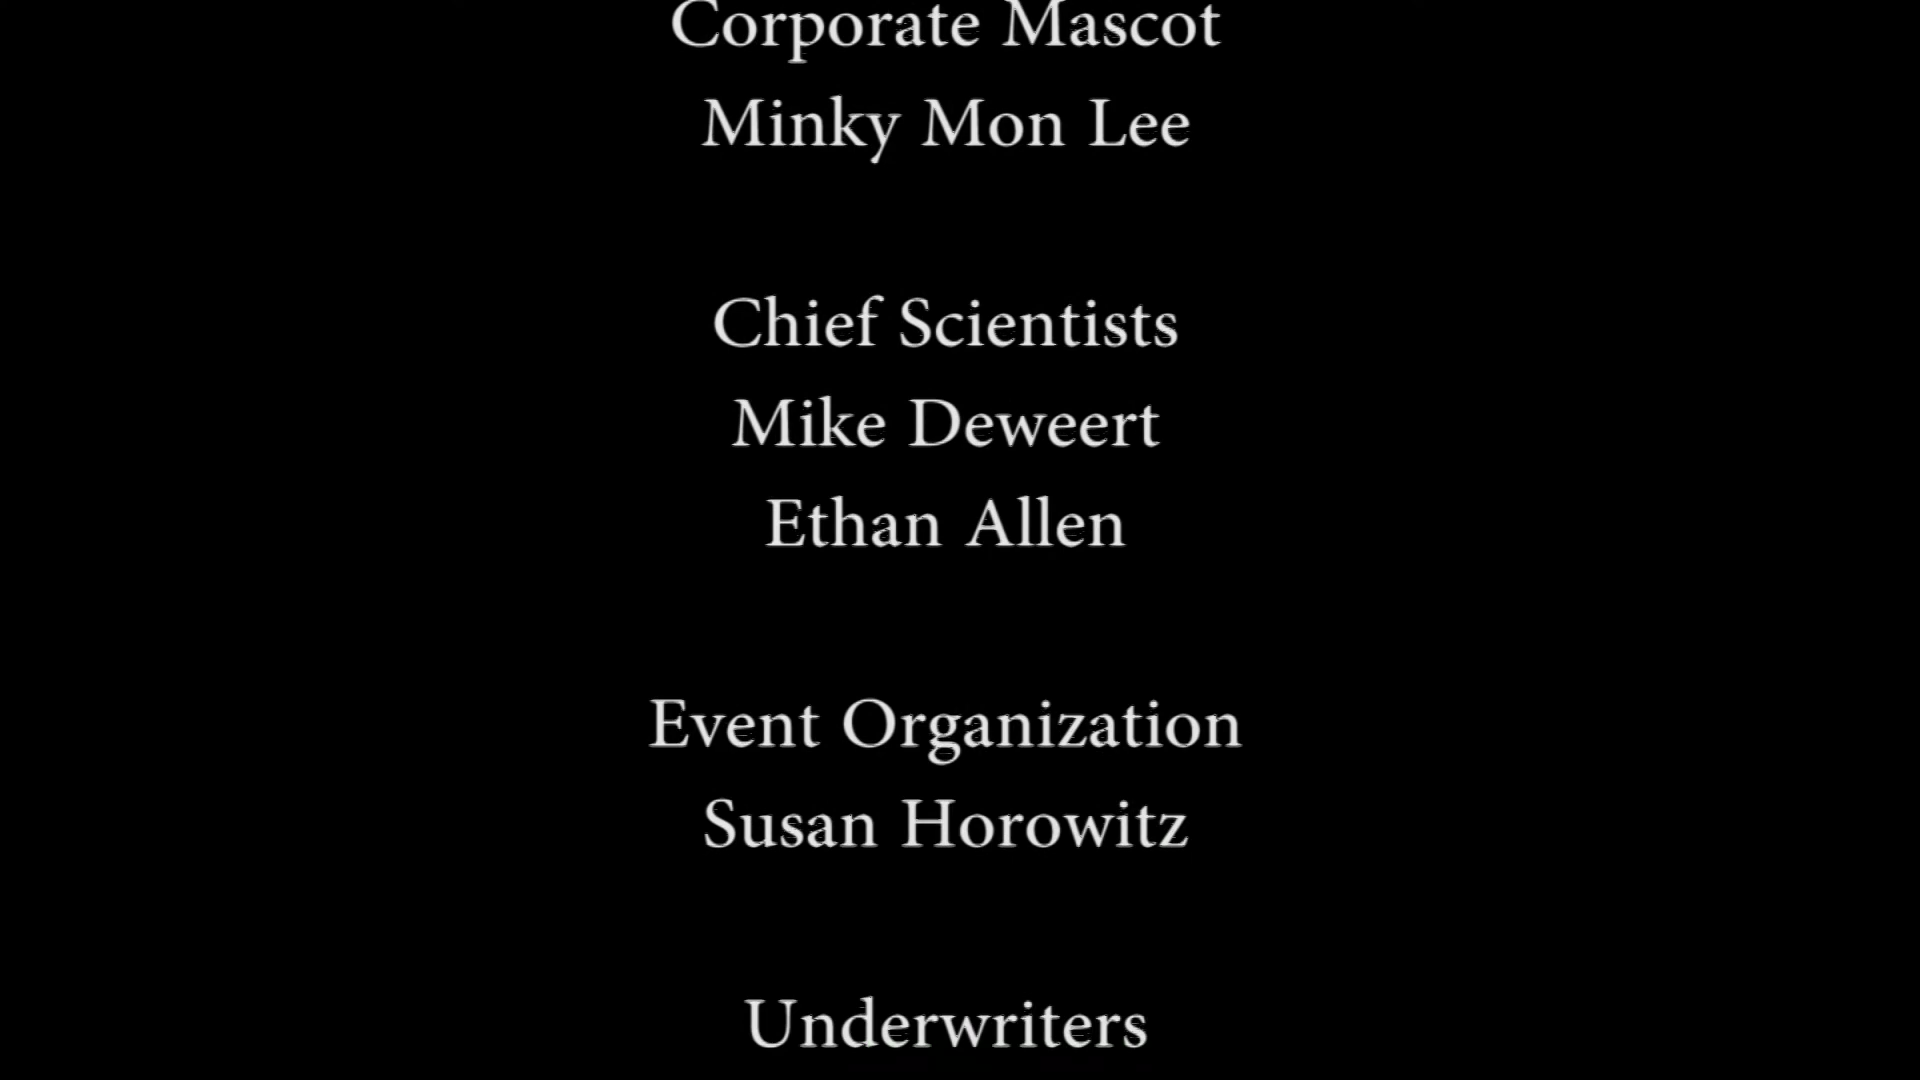 Corporate Mascot
Minky Mon Lee
Chief Scientists
Mike Deweert
Ethan Allen
Event Organization
Susan Horowitz
Underwriters